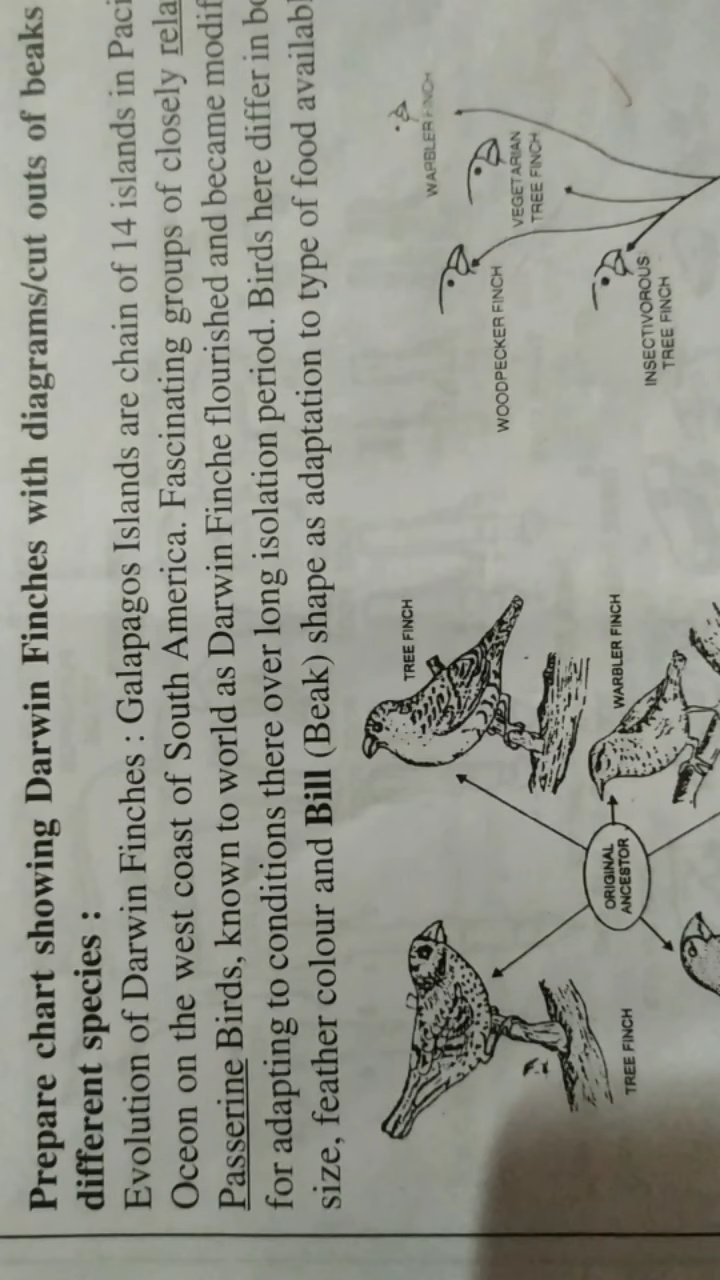 Prepare chart showing Darwin Finches with diagrams/cut outs of beaks
different species :
Evolution of Darwin Finches : Galapagos Islands are chain of 14 islands in Paci
Oceon on the west coast of South America. Fascinating groups of closely rela
Passerine Birds, known to world as Darwin Finche flourished and became modif
for adapting to conditions there over long isolation period. Birds here differ in bo
size, feather colour and Bill (Beak) shape as adaptation to type of food availabl
TREE FINCH
TREE FINCH
WARBLER FINCH
ORIGINAL
ANCESTOR
WARBLER FINCH
VEGETARIAN
TREE FINCH
WOODPECKER FINCH
INSECTIVOROUS
TREE FINCH